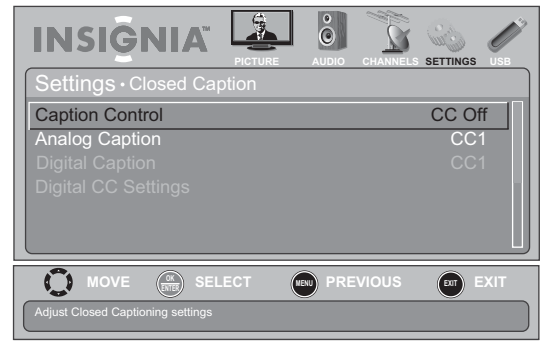 INSIGNIA™
PICTURE AUDIO CHANNELS SETTINGS USB
Settings · Closed Caption
Caption Control CC Off
Analog Caption CC1
Digital Caption CC1
Digital CC Settings
MOVE OK ENTER SELECT MENU PREVIOUS EXIT EXIT
Adjust Closed Captioning settings